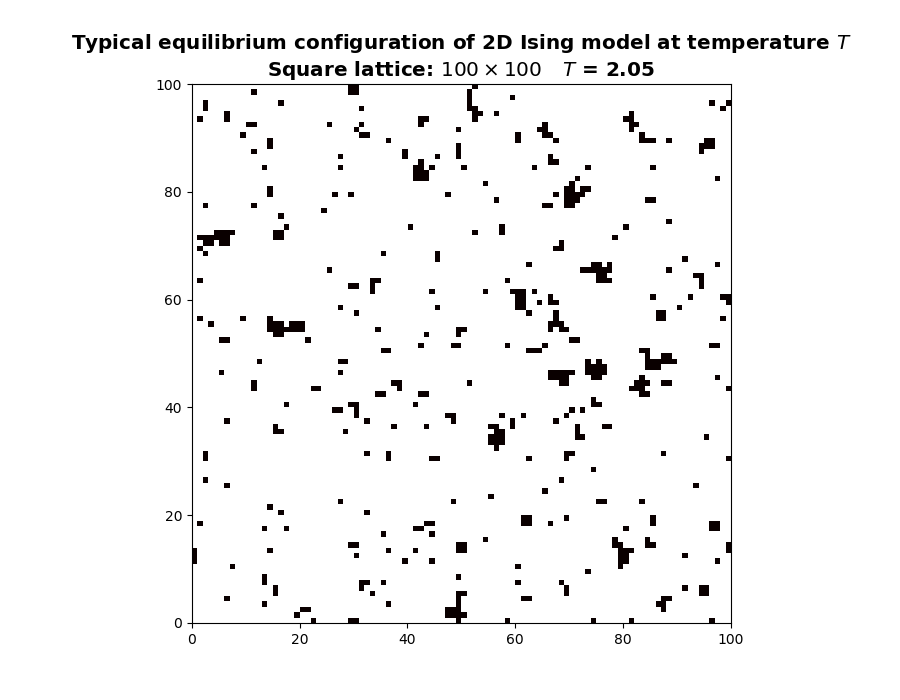 Typical equilibrium configuration of 2D Ising model at temperature T
Square lattice: 100 × 100 T = 2.05
100
80
60
40
20
0
0 20 40 60 80 100